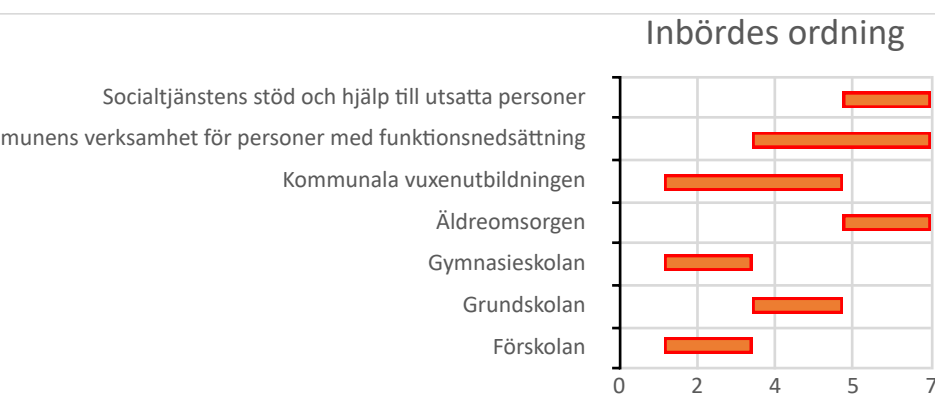 Inbördes ordning
Socialtjänstens stöd och hjälp till utsatta personer
munens verksamhet för personer med funktionsnedsättning
Kommunala vuxenutbildningen
Äldreomsorgen
Gymnasieskolan
Grundskolan
Förskolan
0 2 4 5 7